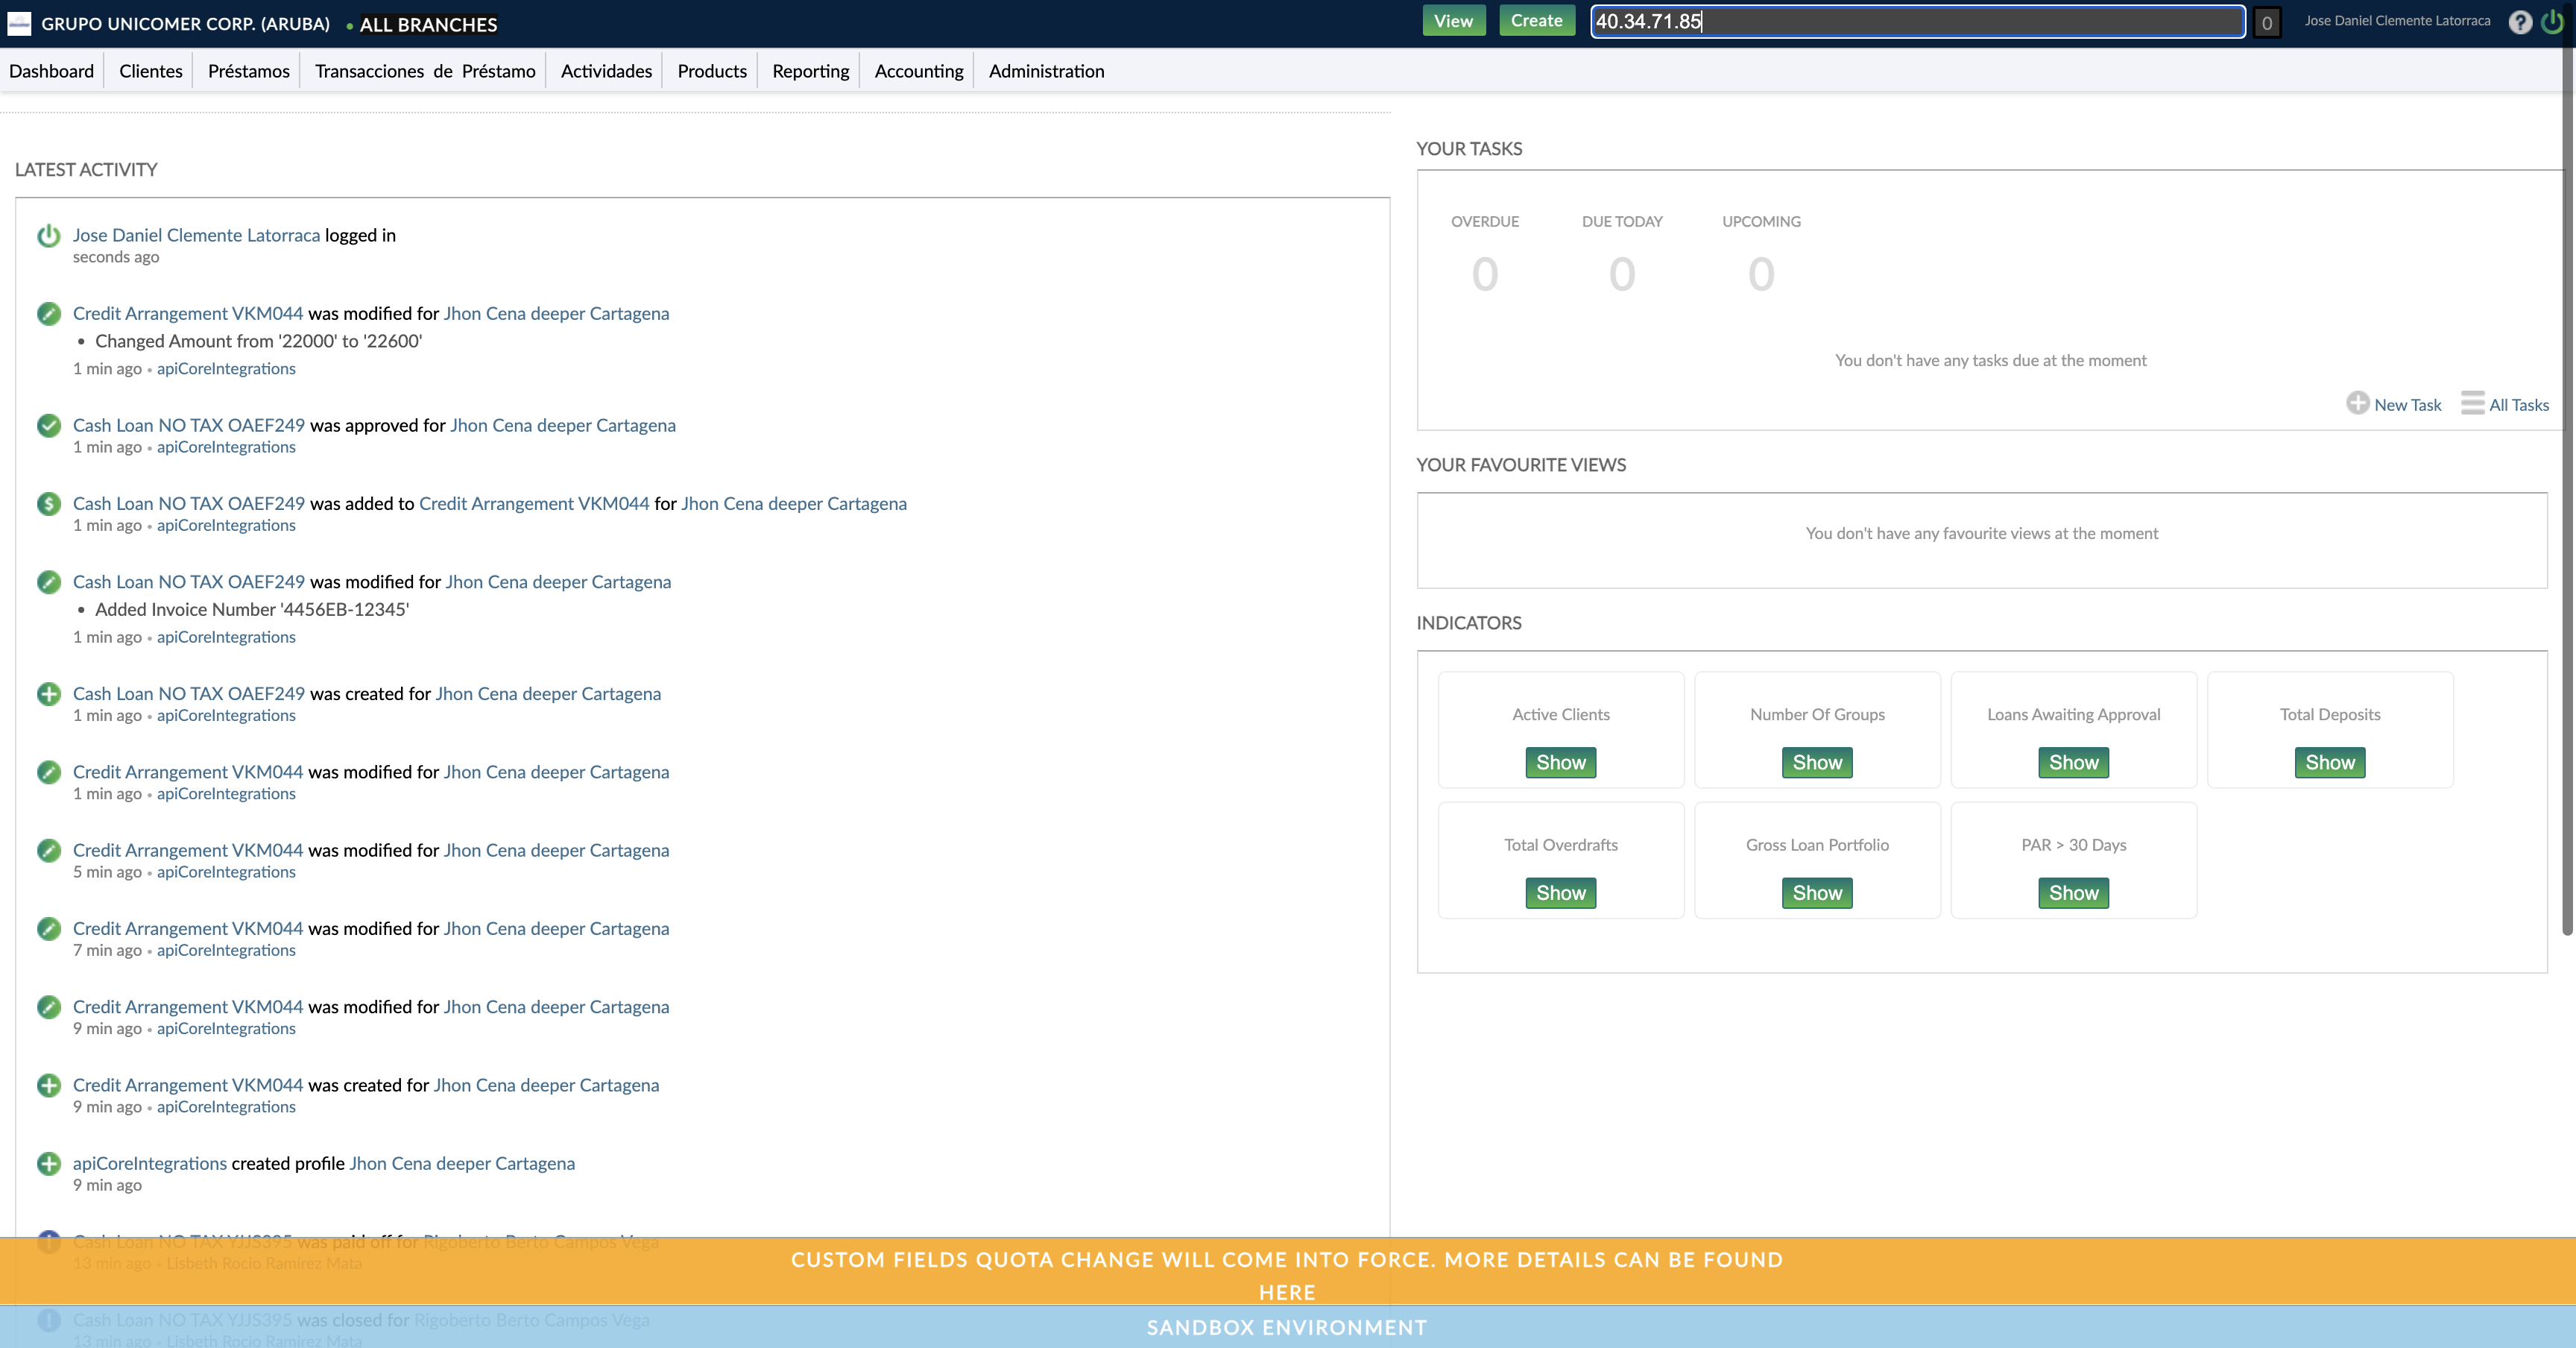 GRUPO UNICOMER CORP. (ARUBA) • ALL BRANCHES
View Create 40.34.71.85 0 Jose Daniel Clemente Latorraca ?
Dashboard Clientes Préstamos Transacciones de Préstamo Actividades Products Reporting Accounting Administration
LATEST ACTIVITY
Jose Daniel Clemente Latorraca logged in
seconds ago
Credit Arrangement VKM044 was modified for Jhon Cena deeper Cartagena
• Changed Amount from '22000' to '22600'
1 min ago • apiCoreIntegrations
Cash Loan NO TAX OAEF249 was approved for Jhon Cena deeper Cartagena
1 min ago • apiCoreIntegrations
Cash Loan NO TAX OAEF249 was added to Credit Arrangement VKM044 for Jhon Cena deeper Cartagena
1 min ago • apiCoreIntegrations
Cash Loan NO TAX OAEF249 was modified for Jhon Cena deeper Cartagena
• Added Invoice Number '4456EB-12345'
1 min ago • apiCoreIntegrations
Cash Loan NO TAX OAEF249 was created for Jhon Cena deeper Cartagena
1 min ago • apiCoreIntegrations
Credit Arrangement VKM044 was modified for Jhon Cena deeper Cartagena
1 min ago • apiCoreIntegrations
Credit Arrangement VKM044 was modified for Jhon Cena deeper Cartagena
5 min ago • apiCoreIntegrations
Credit Arrangement VKM044 was modified for Jhon Cena deeper Cartagena
7 min ago • apiCoreIntegrations
Credit Arrangement VKM044 was modified for Jhon Cena deeper Cartagena
9 min ago • apiCoreIntegrations
Credit Arrangement VKM044 was created for Jhon Cena deeper Cartagena
9 min ago • apiCoreIntegrations
apiCoreIntegrations created profile Jhon Cena deeper Cartagena
9 min ago
Cash Loan NO TAX YJJS395 was paid off for Rigoberto Berto Campos Vega
13 min ago • Lisbeth Rocio Ramirez Mata
Cash Loan NO TAX YJJS395 was closed for Rigoberto Berto Campos Vega
13 min ago • Lisbeth Rocio Ramirez Mata
YOUR TASKS
OVERDUE DUE TODAY UPCOMING
0 0 0
You don't have any tasks due at the moment
New Task All Tasks
YOUR FAVOURITE VIEWS
You don't have any favourite views at the moment
INDICATORS
Active Clients Number Of Groups Loans Awaiting Approval Total Deposits
Show Show Show Show
Total Overdrafts Gross Loan Portfolio PAR > 30 Days
Show Show Show
CUSTOM FIELDS QUOTA CHANGE WILL COME INTO FORCE. MORE DETAILS CAN BE FOUND
HERE
SANDBOX ENVIRONMENT